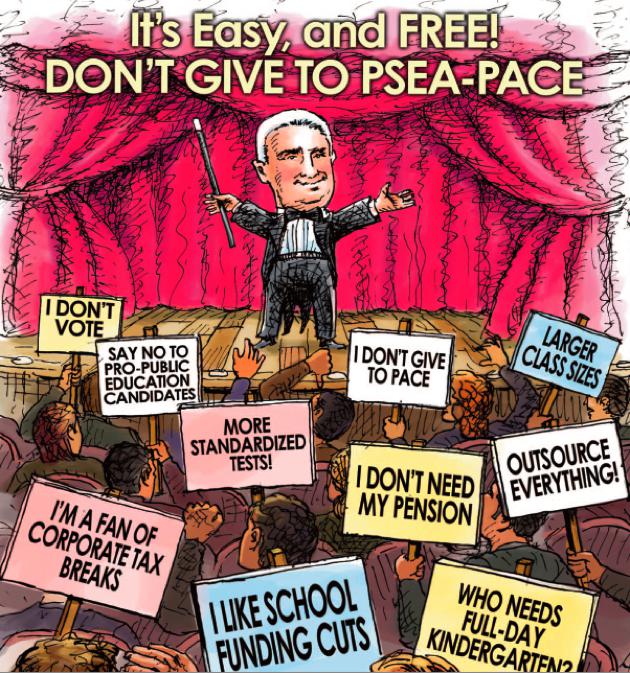 It's Easy, and FREE!
DON'T GIVE TO PSEA-PACE
I DON'T
VOTE
SAY NO TO
PRO-PUBLIC
EDUCATION
CANDIDATES
I DON'T GIVE
TO PACE
LARGER
CLASS SIZES
MORE
STANDARDIZED
TESTS!
I DON'T NEED
MY PENSION
OUTSOURCE
EVERYTHING!
I'M A FAN OF
CORPORATE TAX
BREAKS
I LIKE SCHOOL
FUNDING CUTS
WHO NEEDS
FULL-DAY
KINDERGARTEN?